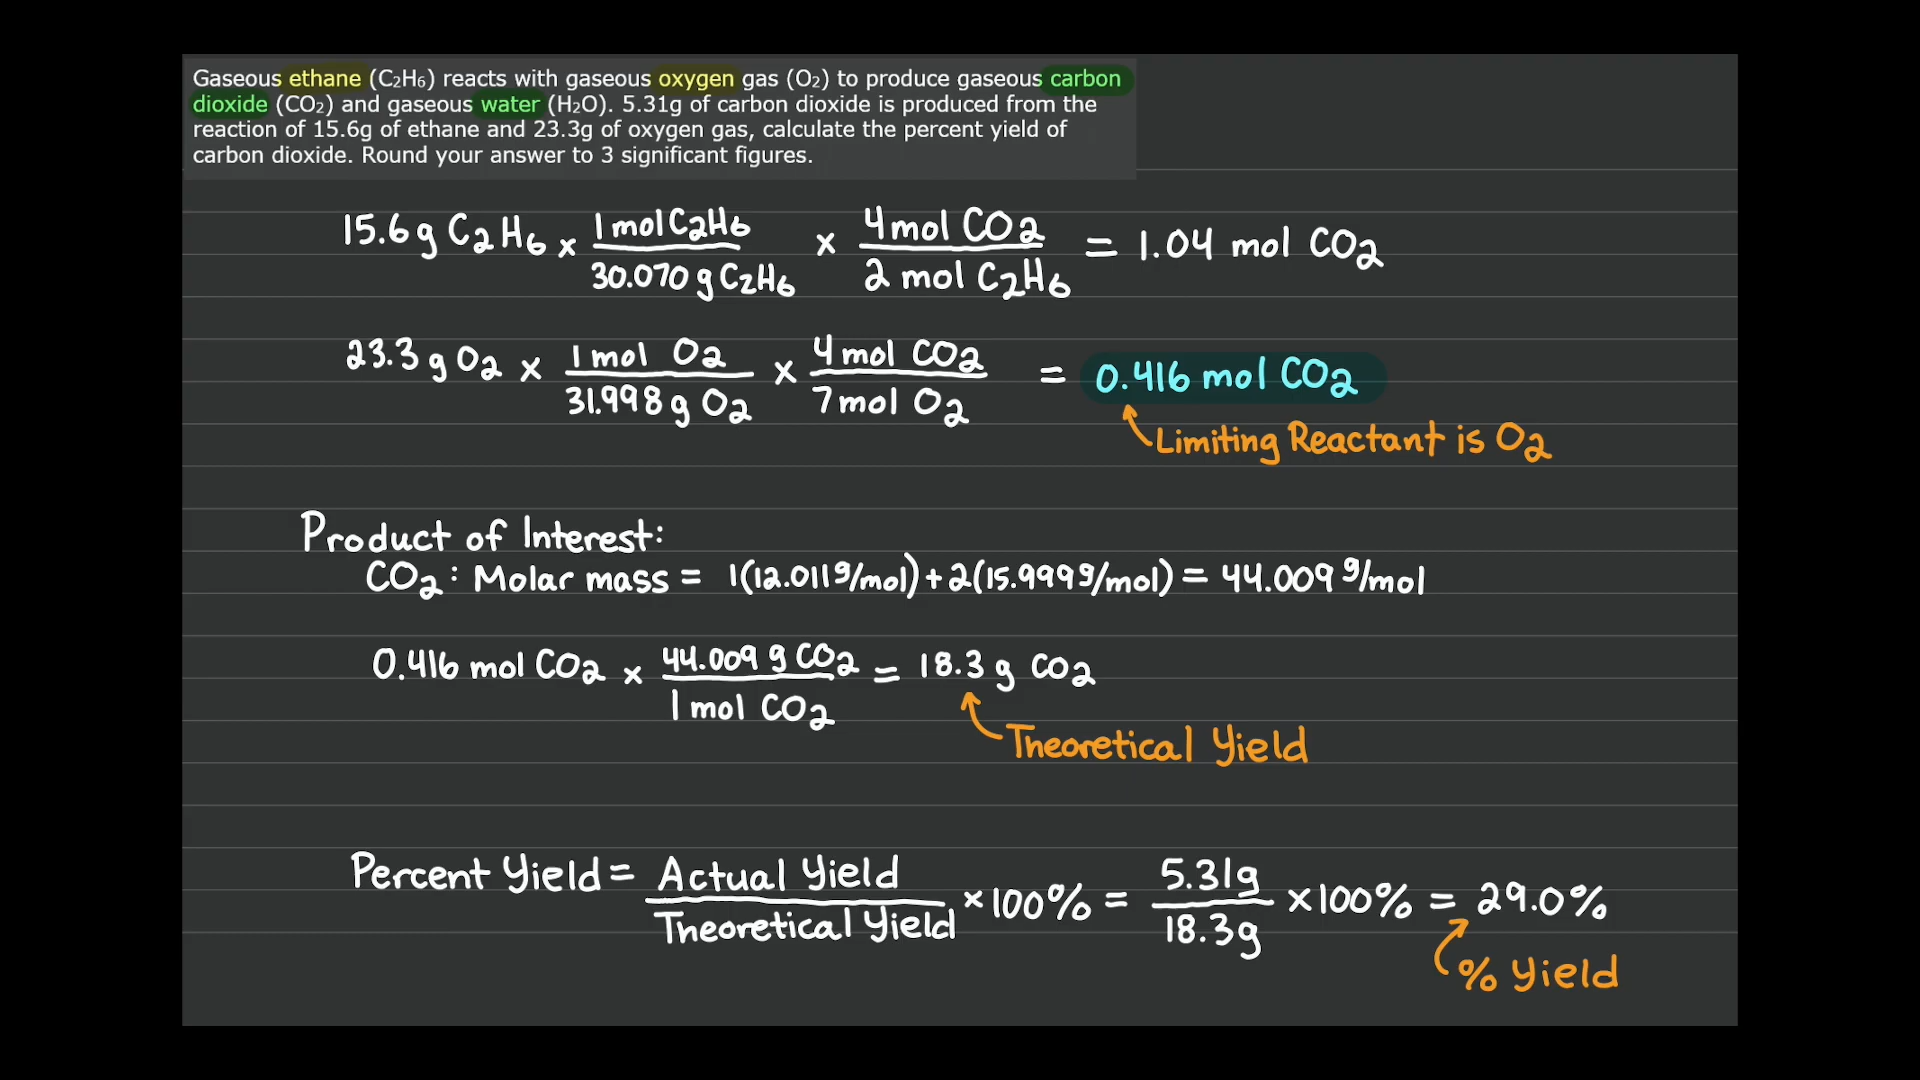 Gaseous ethane (C₂H₆) reacts with gaseous oxygen gas (O₂) to produce gaseous carbon
dioxide (CO₂) and gaseous water (H₂O). 5.31g of carbon dioxide is produced from the
reaction of 15.6g of ethane and 23.3g of oxygen gas, calculate the percent yield of
carbon dioxide. Round your answer to 3 significant figures.
15.6g C₂H₆ × 1 mol C₂H₆ / 30.070 g C₂H₆ × 4 mol CO₂ / 2 mol C₂H₆ = 1.04 mol CO₂
23.3 g O₂ × 1 mol O₂ / 31.998 g O₂ × 4 mol CO₂ / 7 mol O₂ = 0.416 mol CO₂
Limiting Reactant is O₂
Product of Interest:
CO₂: Molar mass = 1(12.011 g/mol) + 2(15.999 g/mol) = 44.009 g/mol
0.416 mol CO₂ × 44.009 g CO₂ / 1 mol CO₂ = 18.3 g CO₂
Theoretical Yield
Percent Yield = Actual Yield / Theoretical Yield × 100% = 5.31g / 18.3g × 100% = 29.0%
% Yield